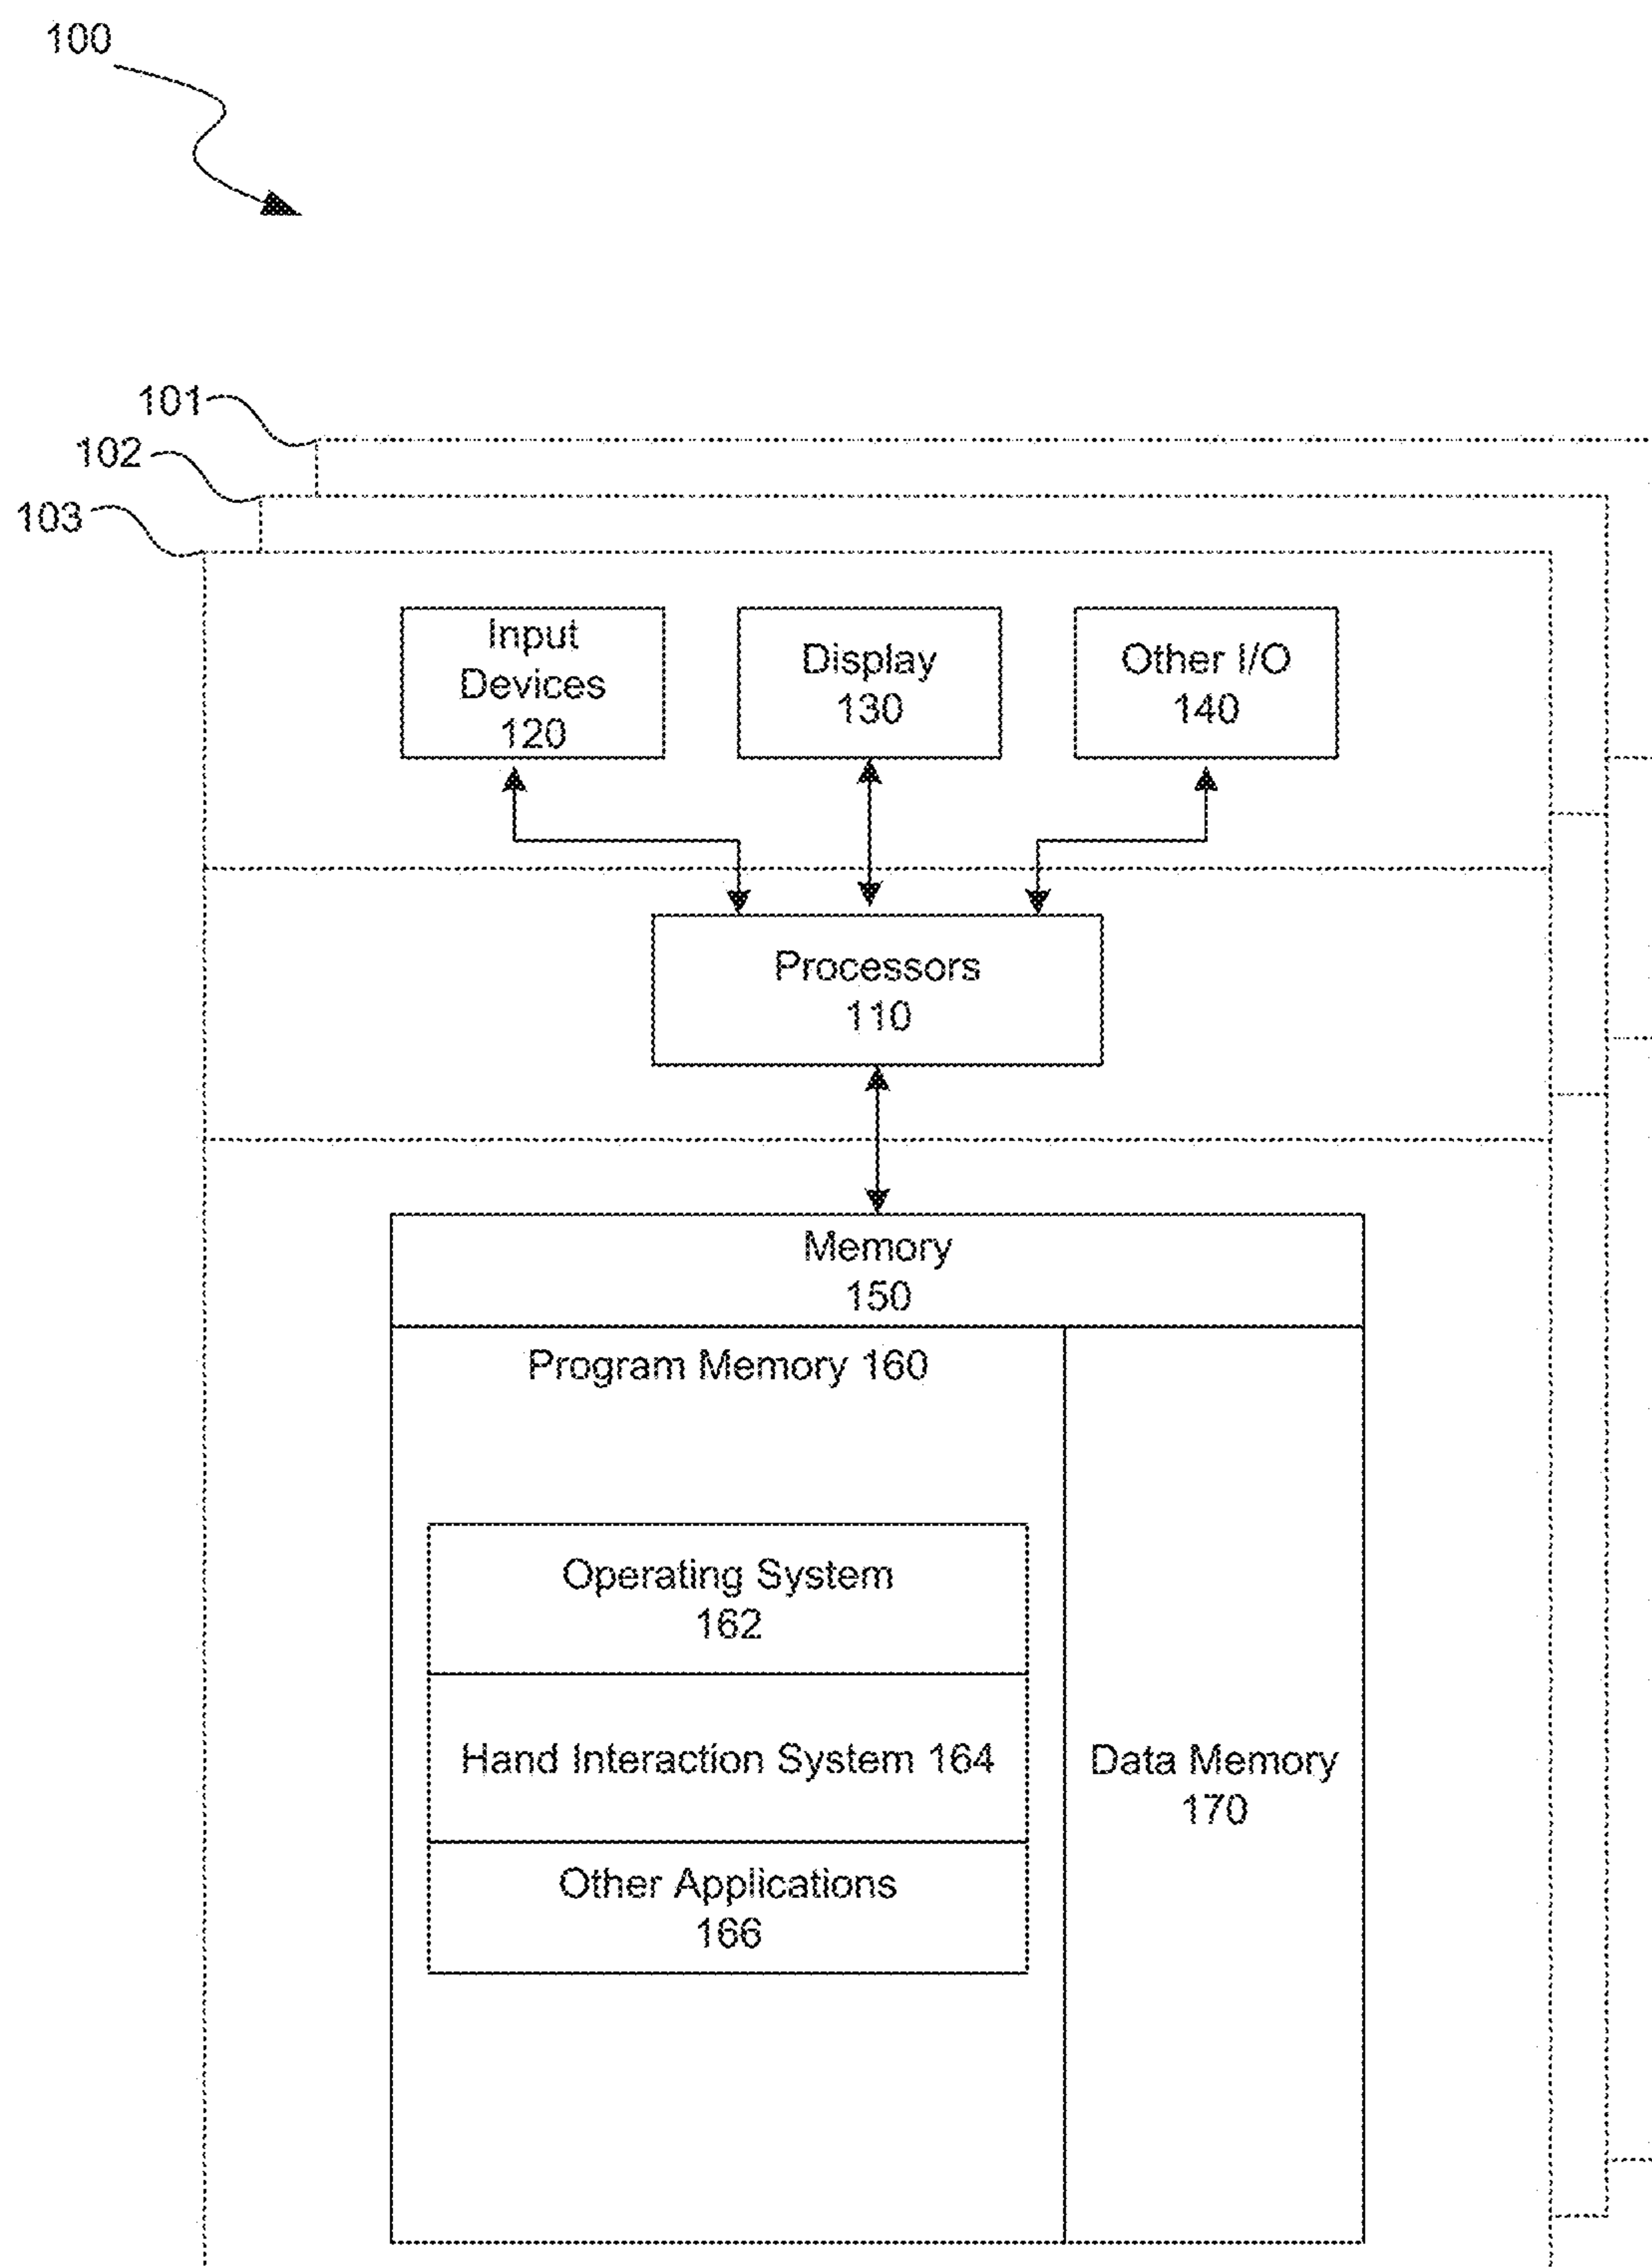 100
101
102
103
Input
Devices
120
Display
130
Other I/O
140
Processors
110
Memory
150
Program Memory 160
Operating System
162
Hand Interaction System 164
Other Applications
166
Data Memory
170